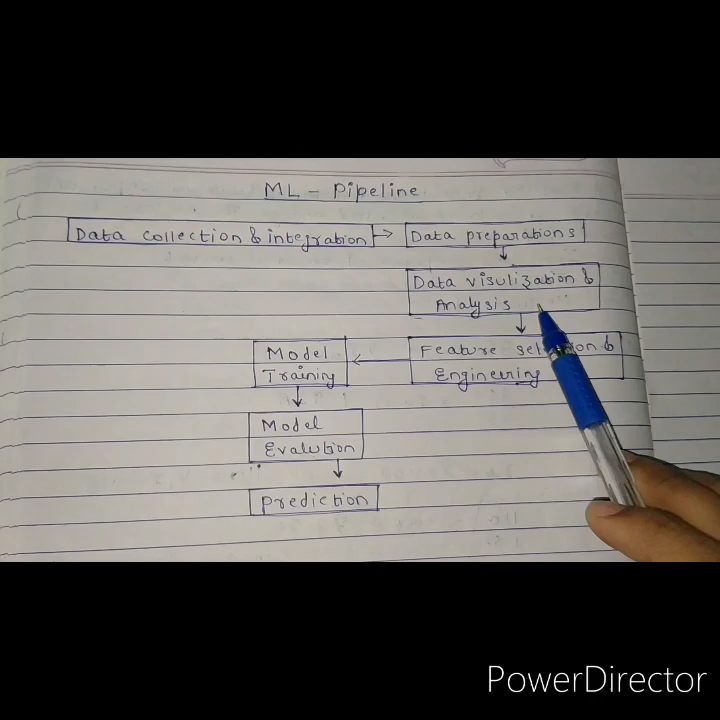 ML - Pipeline
Data collection & integration
Data preparations
Data visulization &
Analysis
Feature &
Engineering
Model
Training
Model
Evalution
prediction
PowerDirector